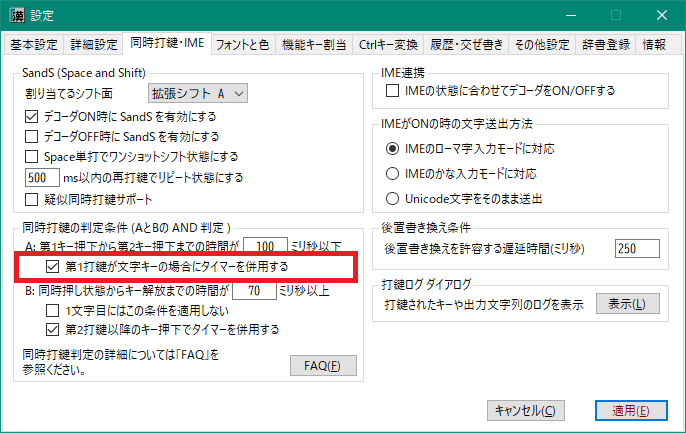 漢 設定
基本設定 詳細設定 同時打鍵・IME フォントと色 機能キー割当 Ctrlキー変換 履歴・交ぜ書き その他設定 辞書登録 情報
SandS (Space and Shift)
割り当てるシフト面 拡張シフト A
デコーダON時に SandS を有効にする
デコーダOFF時に SandS を有効にする
Space単打でワンショットシフト状態にする
500 ms以内の再打鍵でリピート状態にする
疑似同時打鍵サポート
同時打鍵の判定条件 (AとBの AND 判定 )
A: 第1キー押下から第2キー押下までの時間が 100 ミリ秒以下
第1打鍵が文字キーの場合にタイマーを併用する
B: 同時押し状態からキー解放までの時間が 70 ミリ秒以上
1文字目にはこの条件を適用しない
第2打鍵以降のキー押下でタイマーを併用する
同時打鍵判定の詳細については「FAQ」を
参照ください。
FAQ(F)
IME連携
IMEの状態に合わせてデコーダをON/OFFする
IMEがONの時の文字送出方法
IMEのローマ字入力モードに対応
IMEのかな入力モードに対応
Unicode文字をそのまま送出
後置書き換え条件
後置書き換えを許容する遅延時間(ミリ秒) 250
打鍵ログ ダイアログ
打鍵されたキーや出力文字列のログを表示 表示(L)
キャンセル(C) 適用(E)